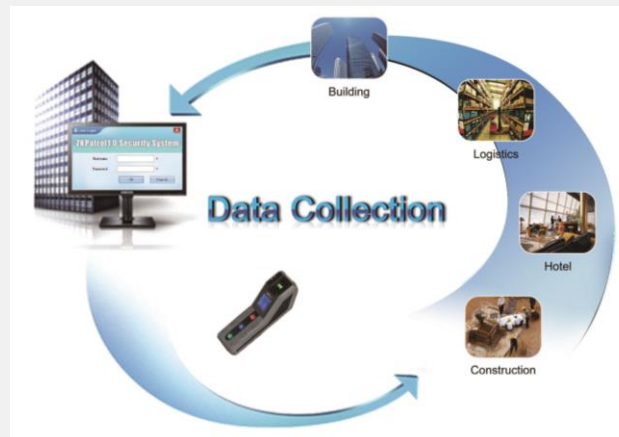 Building
Logistics
ZKPatrol1.0 Security System
Data Collection
Hotel
Construction